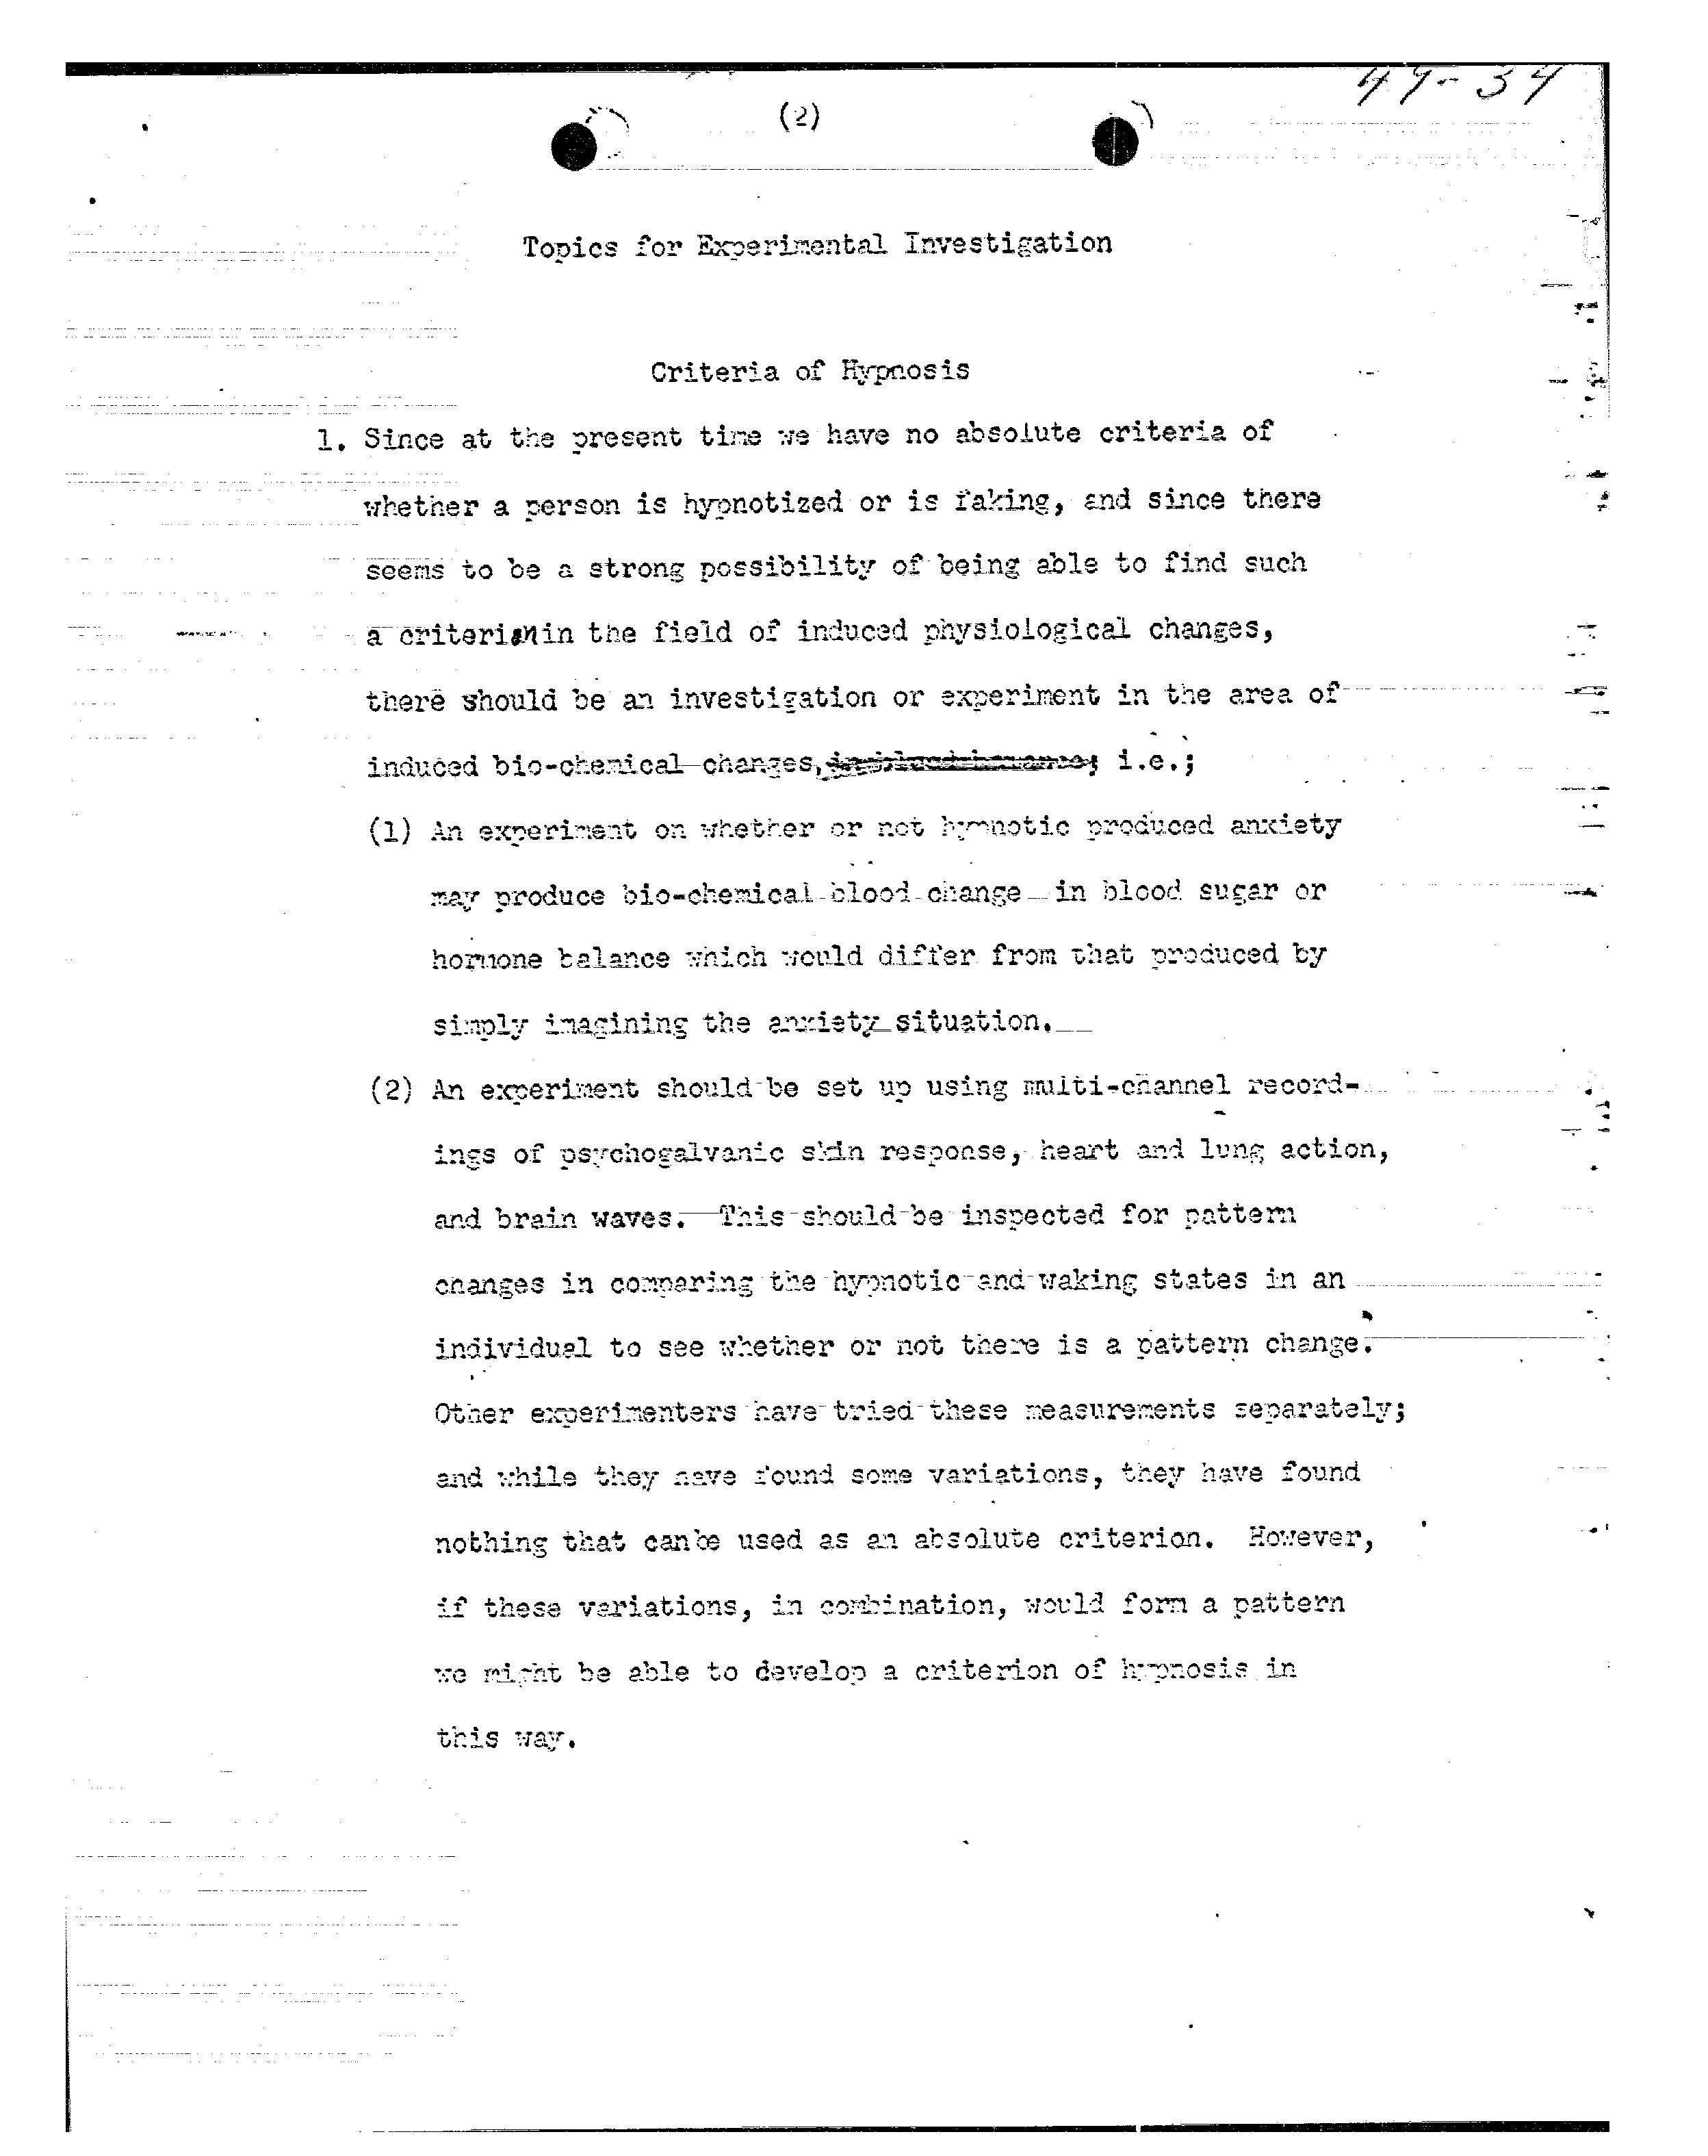 49-34
(2)
Topics for Experimental Investigation
Criteria of Hypnosis
1. Since at the present time we have no absolute criteria of
whether a person is hypnotized or is faking, and since there
seems to be a strong possibility of being able to find such
a criterion in the field of induced physiological changes,
there should be an investigation or experiment in the area of
induced bio-chemical changes, i.e.;
(1) An experiment on whether or not hypnotic produced anxiety
may produce bio-chemical blood change in blood sugar or
hormone balance which would differ from that produced by
simply imagining the anxiety situation.
(2) An experiment should be set up using multi-channel record-
ings of psychogalvanic skin response, heart and lung action,
and brain waves. This should be inspected for pattern
changes in comparing the hypnotic and waking states in an
individual to see whether or not there is a pattern change.
Other experimenters have tried these measurements separately;
and while they have found some variations, they have found
nothing that canbe used as an absolute criterion. However,
if these variations, in combination, would form a pattern
we might be able to develop a criterion of hypnosis in
this way.